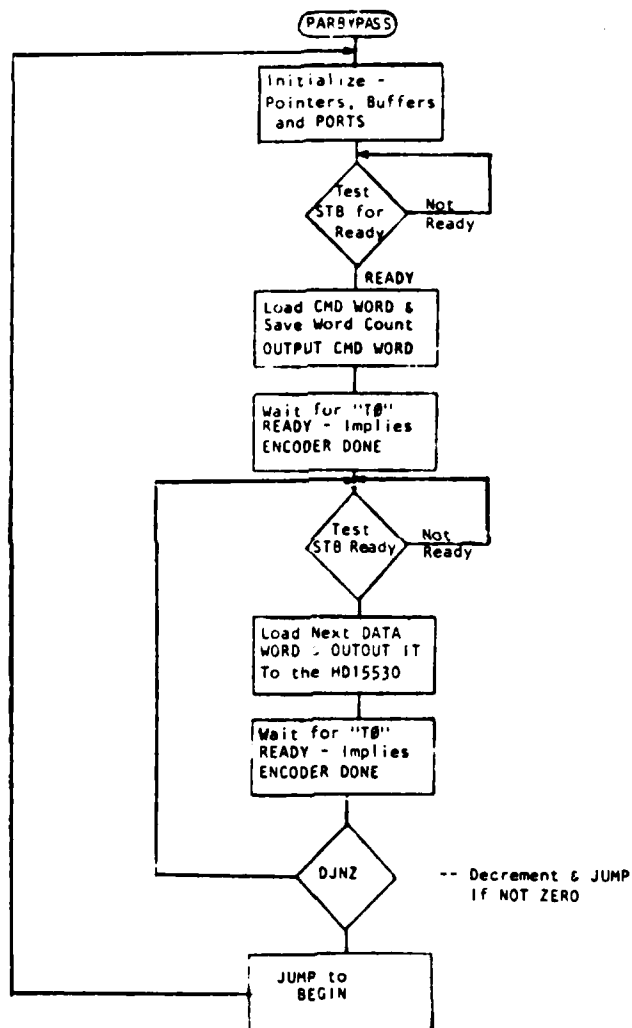 PARBYPASS
Initialize -
Pointers, Buffers
and PORTS
Test
STB for
Ready
Not
Ready
READY
Load CMD WORD &
Save Word Count
OUTPUT CMD WORD
Wait for "TØ"
READY - Implies
ENCODER DONE
Test
STB Ready
Not
Ready
Load Next DATA
WORD & OUTOUT IT
To the HD15530
Wait for "TØ"
READY - Implies
ENCODER DONE
DJNZ
-- Decrement & JUMP
If NOT ZERO
JUMP to
BEGIN